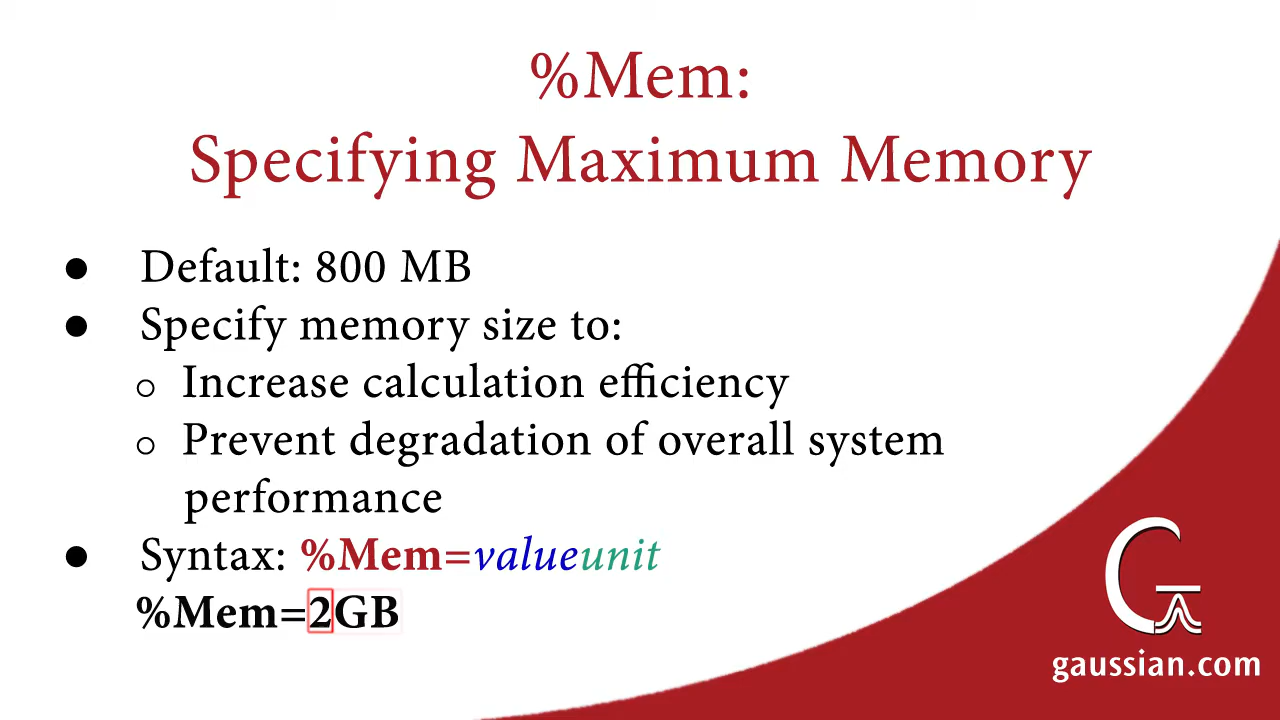 %Mem:
Specifying Maximum Memory
● Default: 800 MB
● Specify memory size to:
○ Increase calculation efficiency
○ Prevent degradation of overall system
performance
● Syntax: %Mem=valueunit
%Mem=2GB
G
gaussian.com